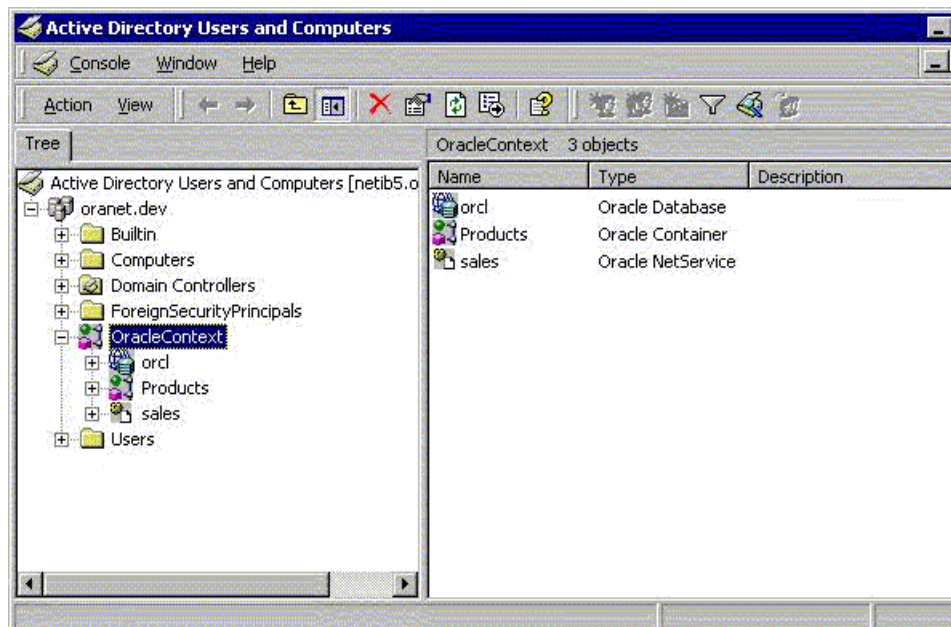 Active Directory Users and Computers
Console Window Help
Action View
Tree
OracleContext 3 objects
Active Directory Users and Computers [netib5.o
oranet.dev
Builtin
Computers
Domain Controllers
ForeignSecurityPrincipals
OracleContext
orcl
Products
sales
Users
Name Type Description
orcl Oracle Database
Products Oracle Container
sales Oracle NetService